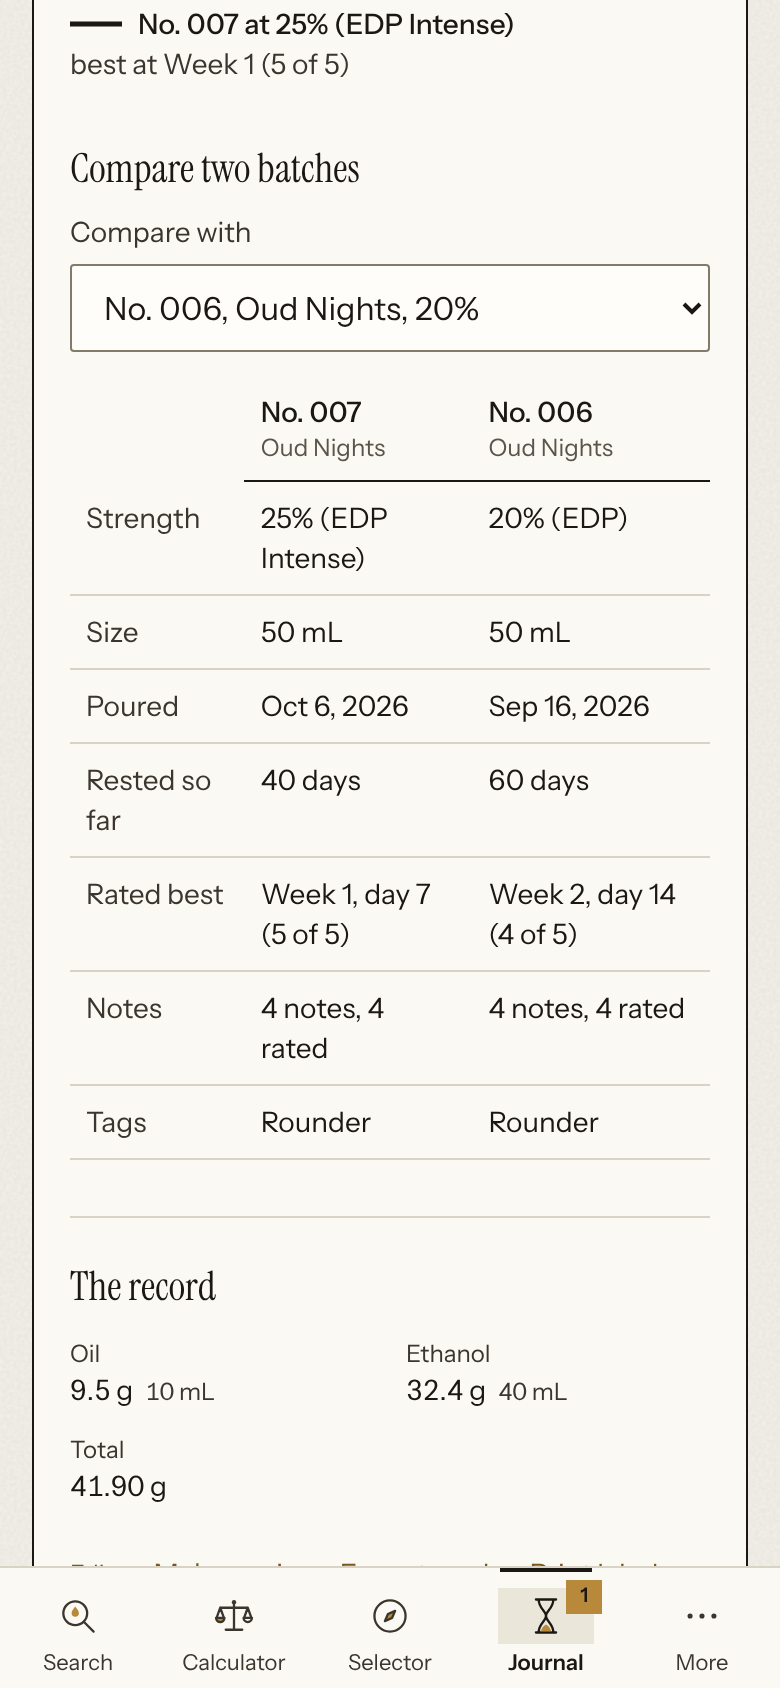 No. 007 at 25% (EDP Intense)
best at Week 1 (5 of 5)
Compare two batches
Compare with
No. 006, Oud Nights, 20%
No. 007 No. 006
Oud Nights Oud Nights
Strength 25% (EDP 20% (EDP)
Intense)
Size 50 mL 50 mL
Poured Oct 6, 2026 Sep 16, 2026
Rested so 40 days 60 days
far
Rated best Week 1, day 7 Week 2, day 14
(5 of 5) (4 of 5)
Notes 4 notes, 4 4 notes, 4 rated
rated
Tags Rounder Rounder
The record
Oil Ethanol
9.5 g 10 mL 32.4 g 40 mL
Total
41.90 g
1
Search Calculator Selector Journal More